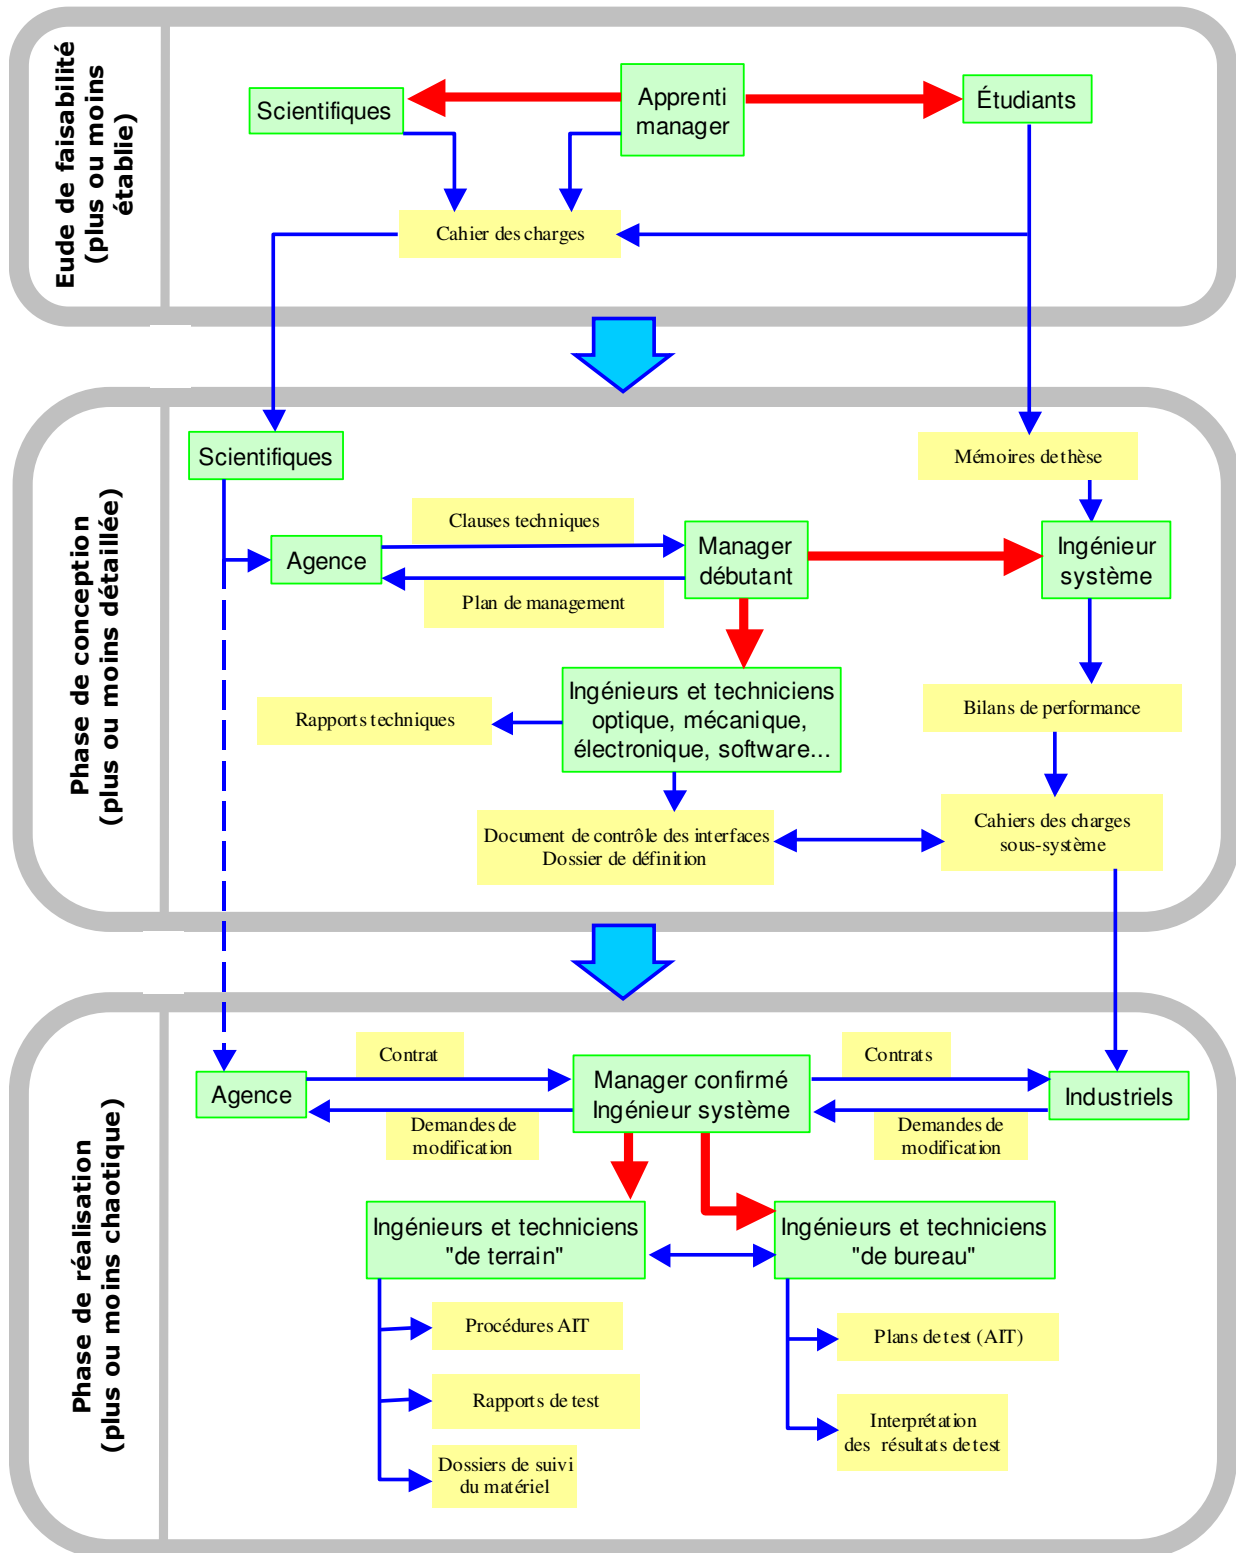 Eude de faisabilité
(plus ou moins
établie)
Scientifiques
Apprenti
manager
Étudiants
Cahier des charges
Phase de conception
(plus ou moins détaillée)
Scientifiques
Mémoires de thèse
Clauses techniques
Agence
Manager
débutant
Ingénieur
système
Plan de management
Ingénieurs et techniciens
optique, mécanique,
électronique, software...
Rapports techniques
Bilans de performance
Document de contrôle des interfaces
Dossier de définition
Cahiers des charges
sous-système
Phase de réalisation
(plus ou moins chaotique)
Contrat
Contrats
Agence
Manager confirmé
Ingénieur système
Industriels
Demandes de
modification
Demandes de
modification
Ingénieurs et techniciens
"de terrain"
Ingénieurs et techniciens
"de bureau"
Procédures AIT
Plans de test (AIT)
Rapports de test
Interprétation
des résultats de test
Dossiers de suivi
du matériel